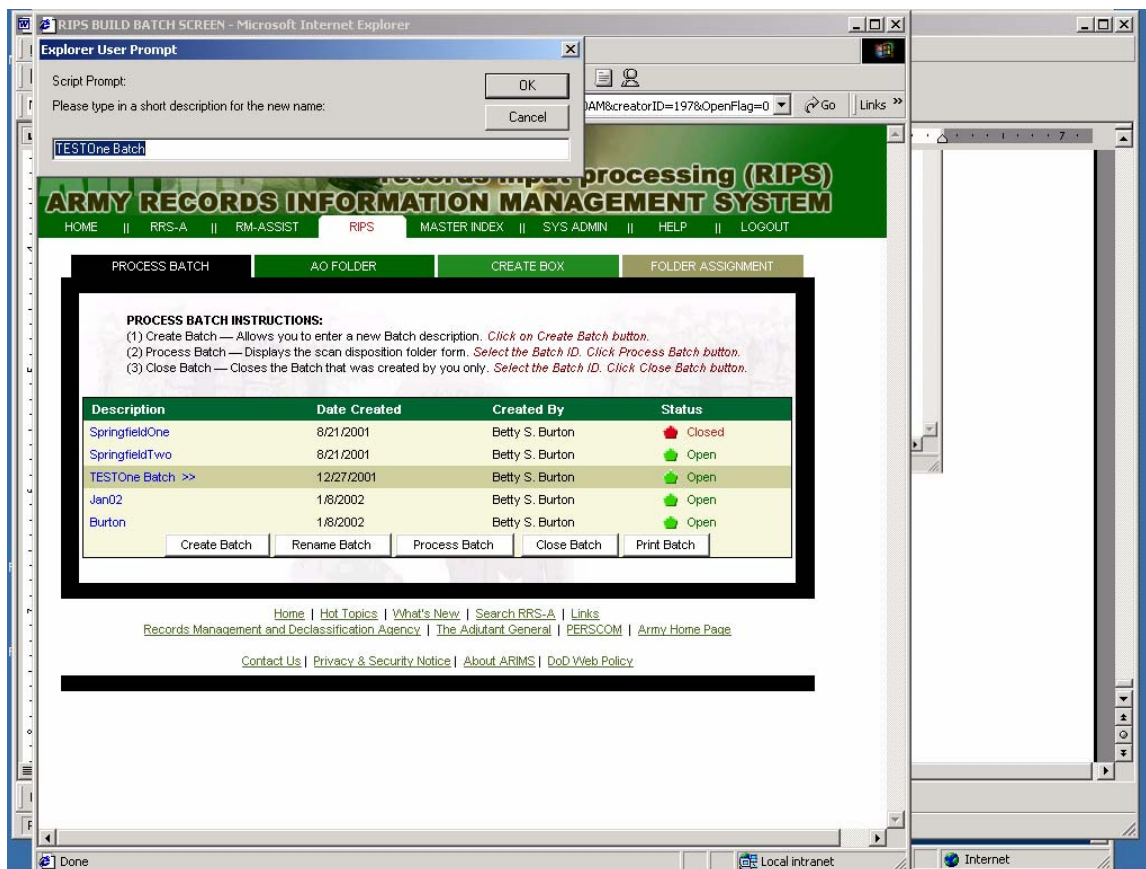 RIPS BUILD BATCH SCREEN - Microsoft Internet Explorer
Explorer User Prompt
Script Prompt:
OK
Please type in a short description for the new name:
Cancel
TESTOne Batch
0AM&creatorID=197&OpenFlag=0
Go
Links »
records input processing (RIPS)
ARMY RECORDS INFORMATION MANAGEMENT SYSTEM
HOME || RRS-A || RM-ASSIST RIPS MASTER INDEX || SYS ADMIN || HELP || LOGOUT
PROCESS BATCH AO FOLDER CREATE BOX FOLDER ASSIGNMENT
PROCESS BATCH INSTRUCTIONS:
(1) Create Batch — Allows you to enter a new Batch description. Click on Create Batch button.
(2) Process Batch — Displays the scan disposition folder form. Select the Batch ID. Click Process Batch button.
(3) Close Batch — Closes the Batch that was created by you only. Select the Batch ID. Click Close Batch button.
Description Date Created Created By Status
SpringfieldOne 8/21/2001 Betty S. Burton Closed
SpringfieldTwo 8/21/2001 Betty S. Burton Open
TESTOne Batch >> 12/27/2001 Betty S. Burton Open
Jan02 1/8/2002 Betty S. Burton Open
Burton 1/8/2002 Betty S. Burton Open
Create Batch Rename Batch Process Batch Close Batch Print Batch
Home | Hot Topics | What's New | Search RRS-A | Links
Records Management and Declassification Agency | The Adjutant General | PERSCOM | Army Home Page
Contact Us | Privacy & Security Notice | About ARIMS | DoD Web Policy
7
Done
Local intranet
Internet